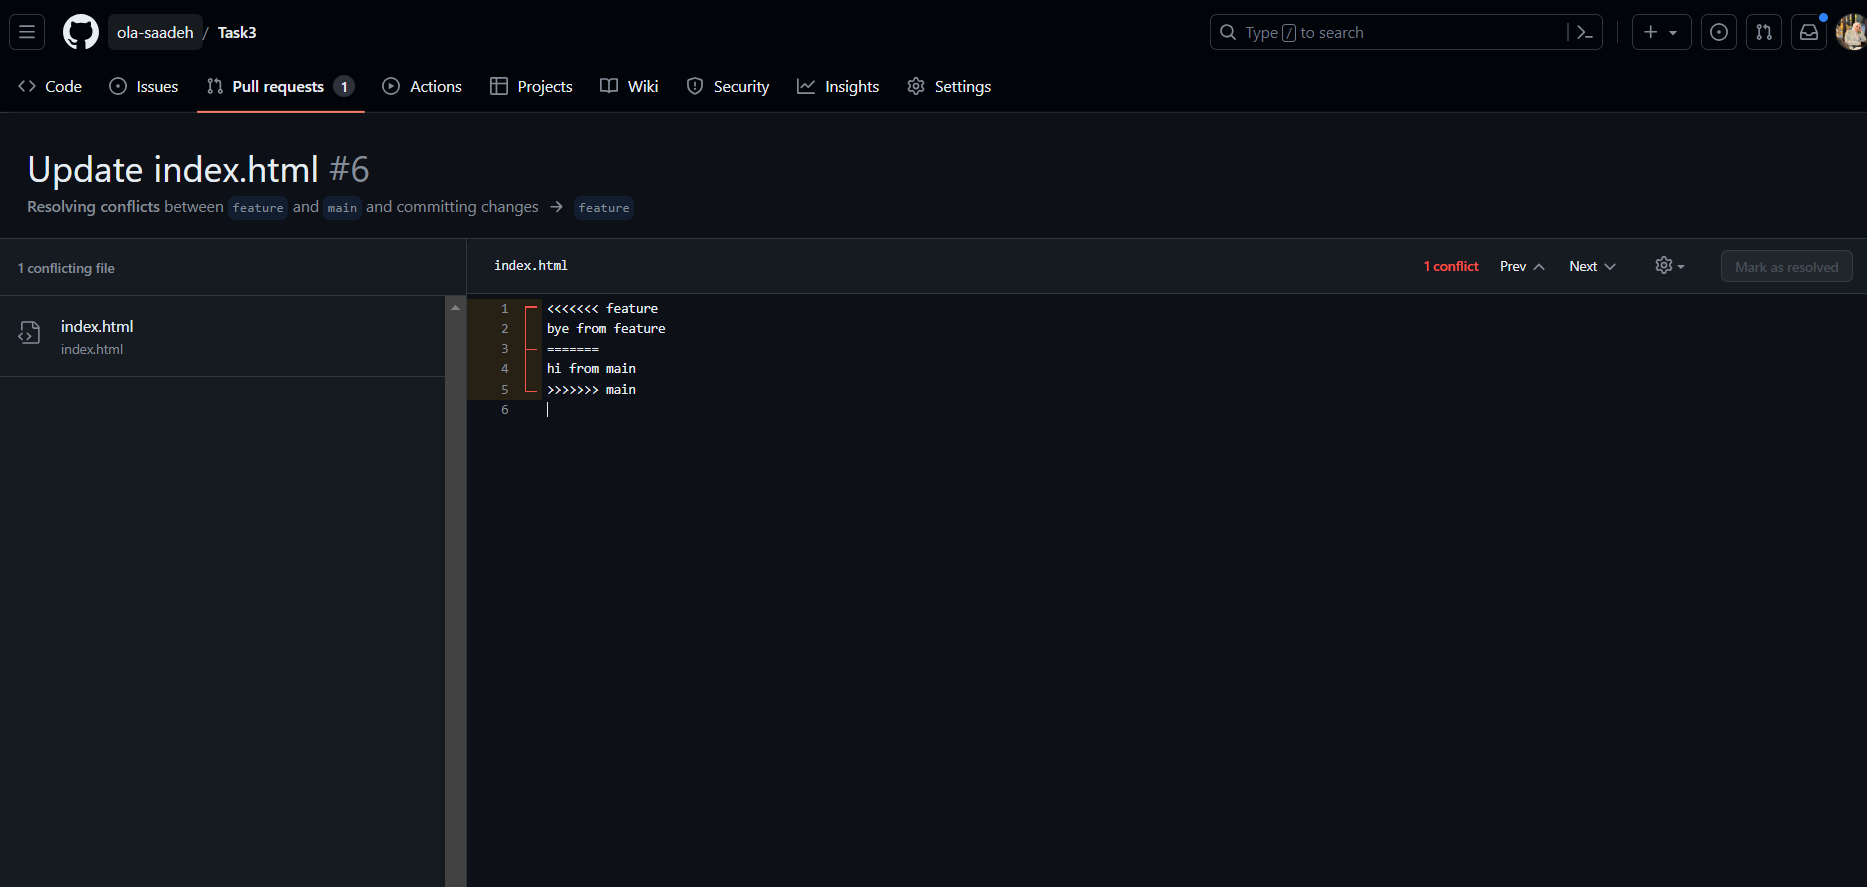 ola-saadeh / Task3
Type / to search
Code Issues Pull requests 1 Actions Projects Wiki Security Insights Settings
Update index.html #6
Resolving conflicts between feature and main and committing changes → feature
1 conflicting file
index.html
index.html
index.html
1 conflict Prev Next Mark as resolved
1 <<<<<<< feature
2 bye from feature
3 =======
4 hi from main
5 >>>>>>> main
6